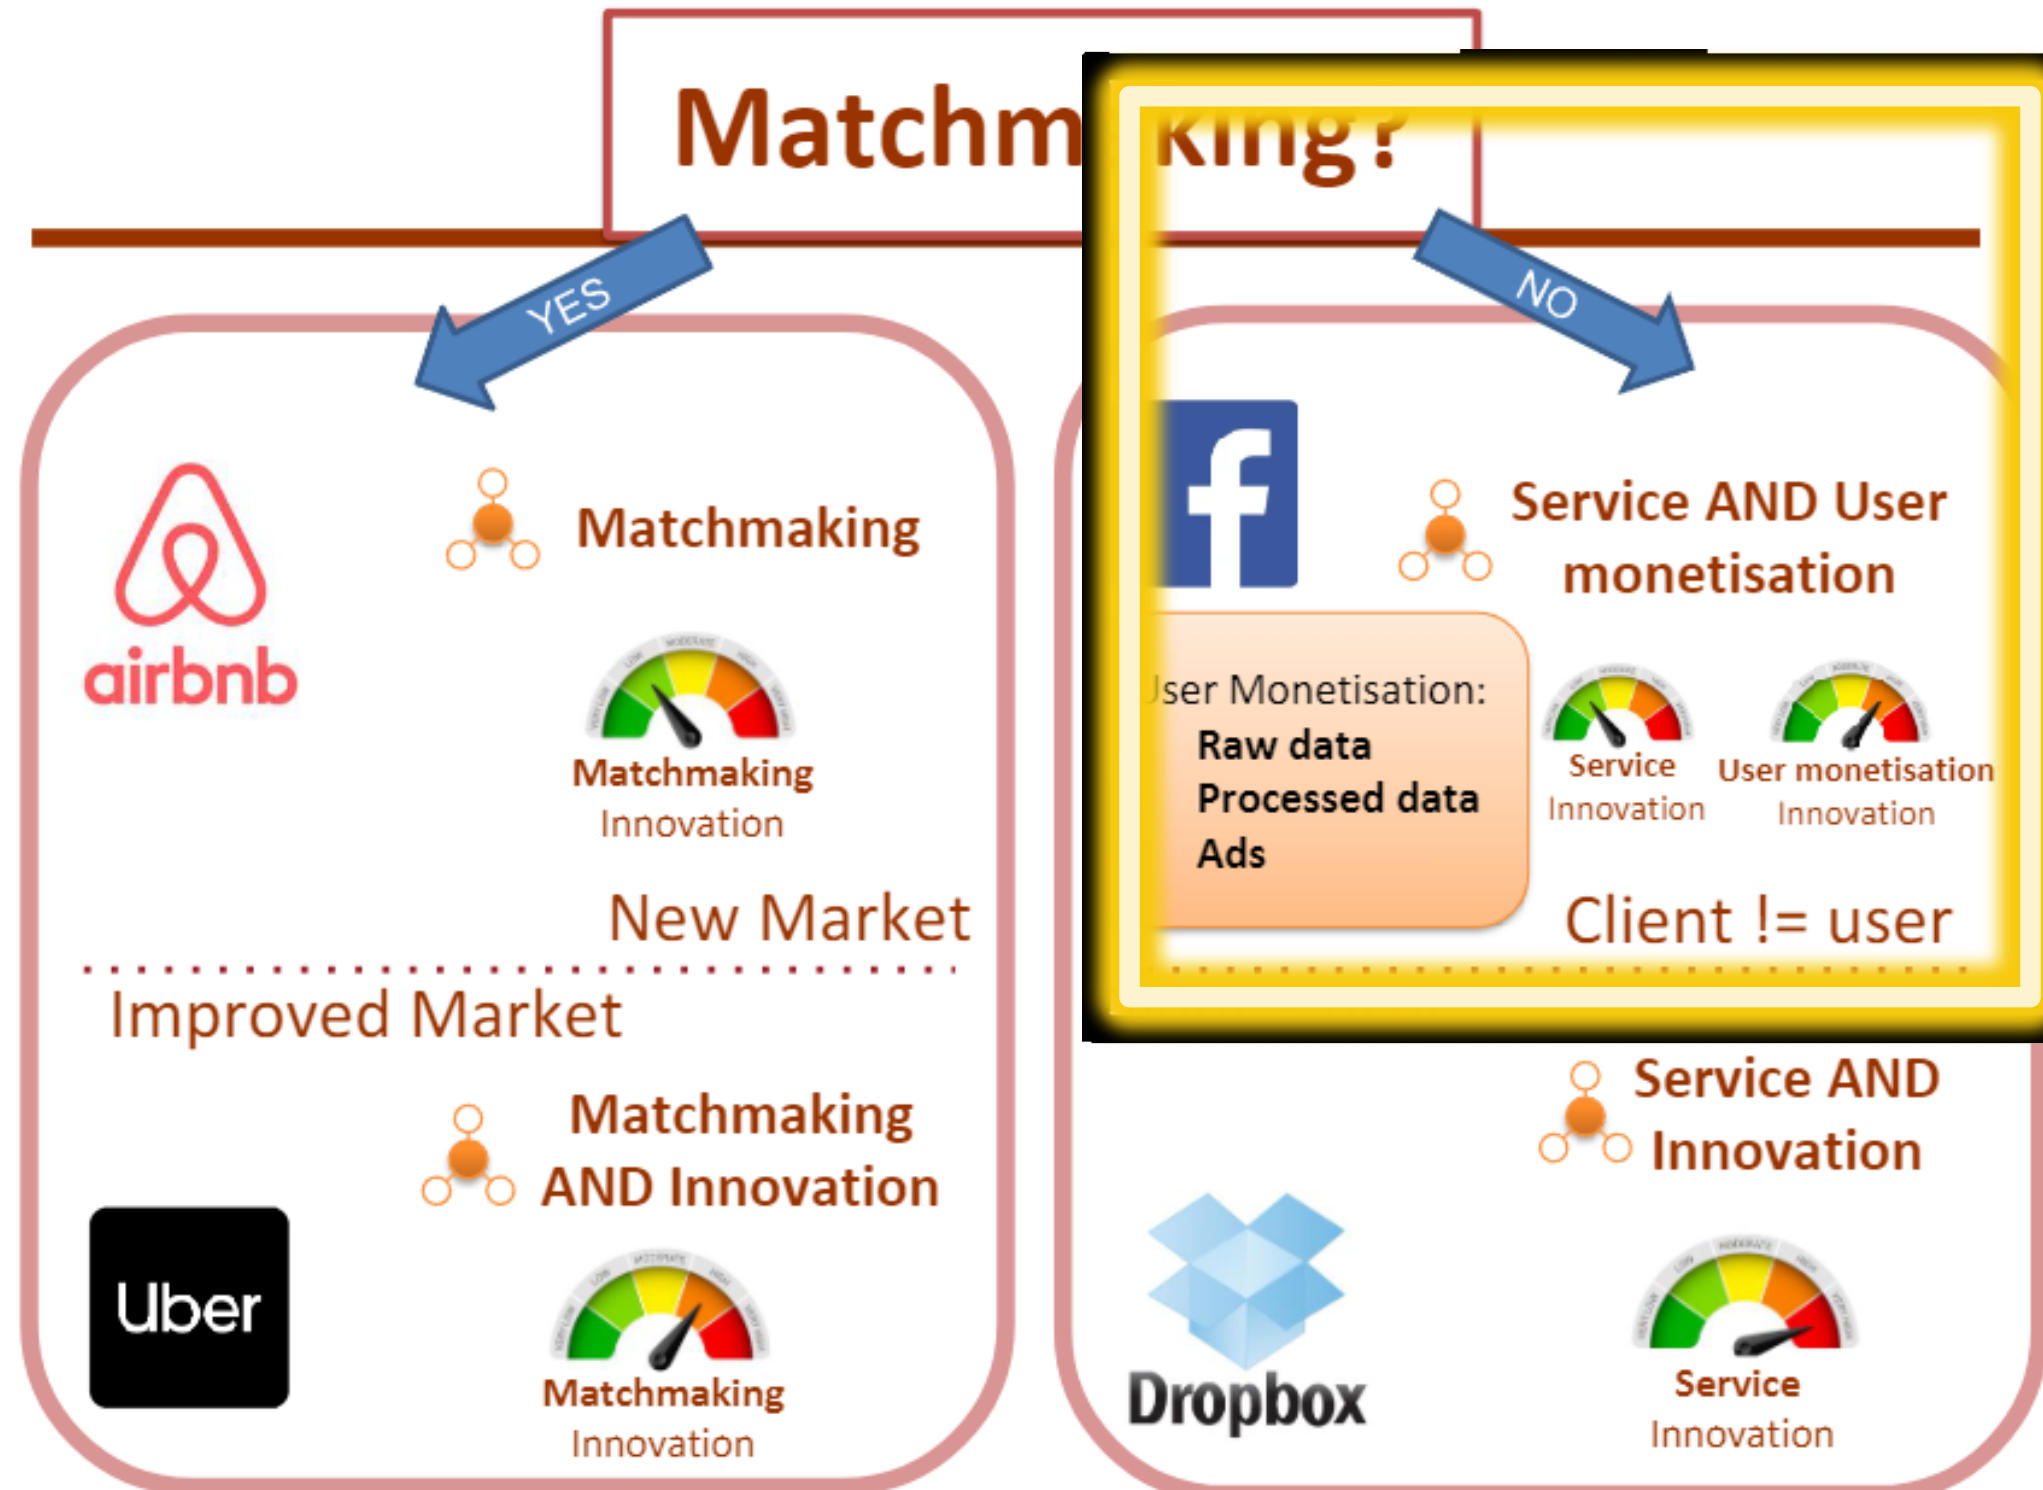 Matchm king?
YES
NO
airbnb
Matchmaking
Matchmaking
Innovation
New Market
Improved Market
Matchmaking
AND Innovation
Uber
Matchmaking
Innovation
f
Service AND User
monetisation
ser Monetisation:
Raw data
Processed data
Ads
Service
Innovation
User monetisation
Innovation
Client != user
Service AND
Innovation
Dropbox
Service
Innovation